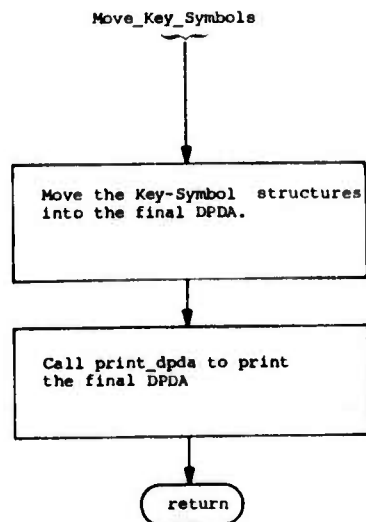 Move_Key_Symbols
Move the Key-Symbol structures
into the final DPDA.
Call print_dpda to print
the final DPDA
return